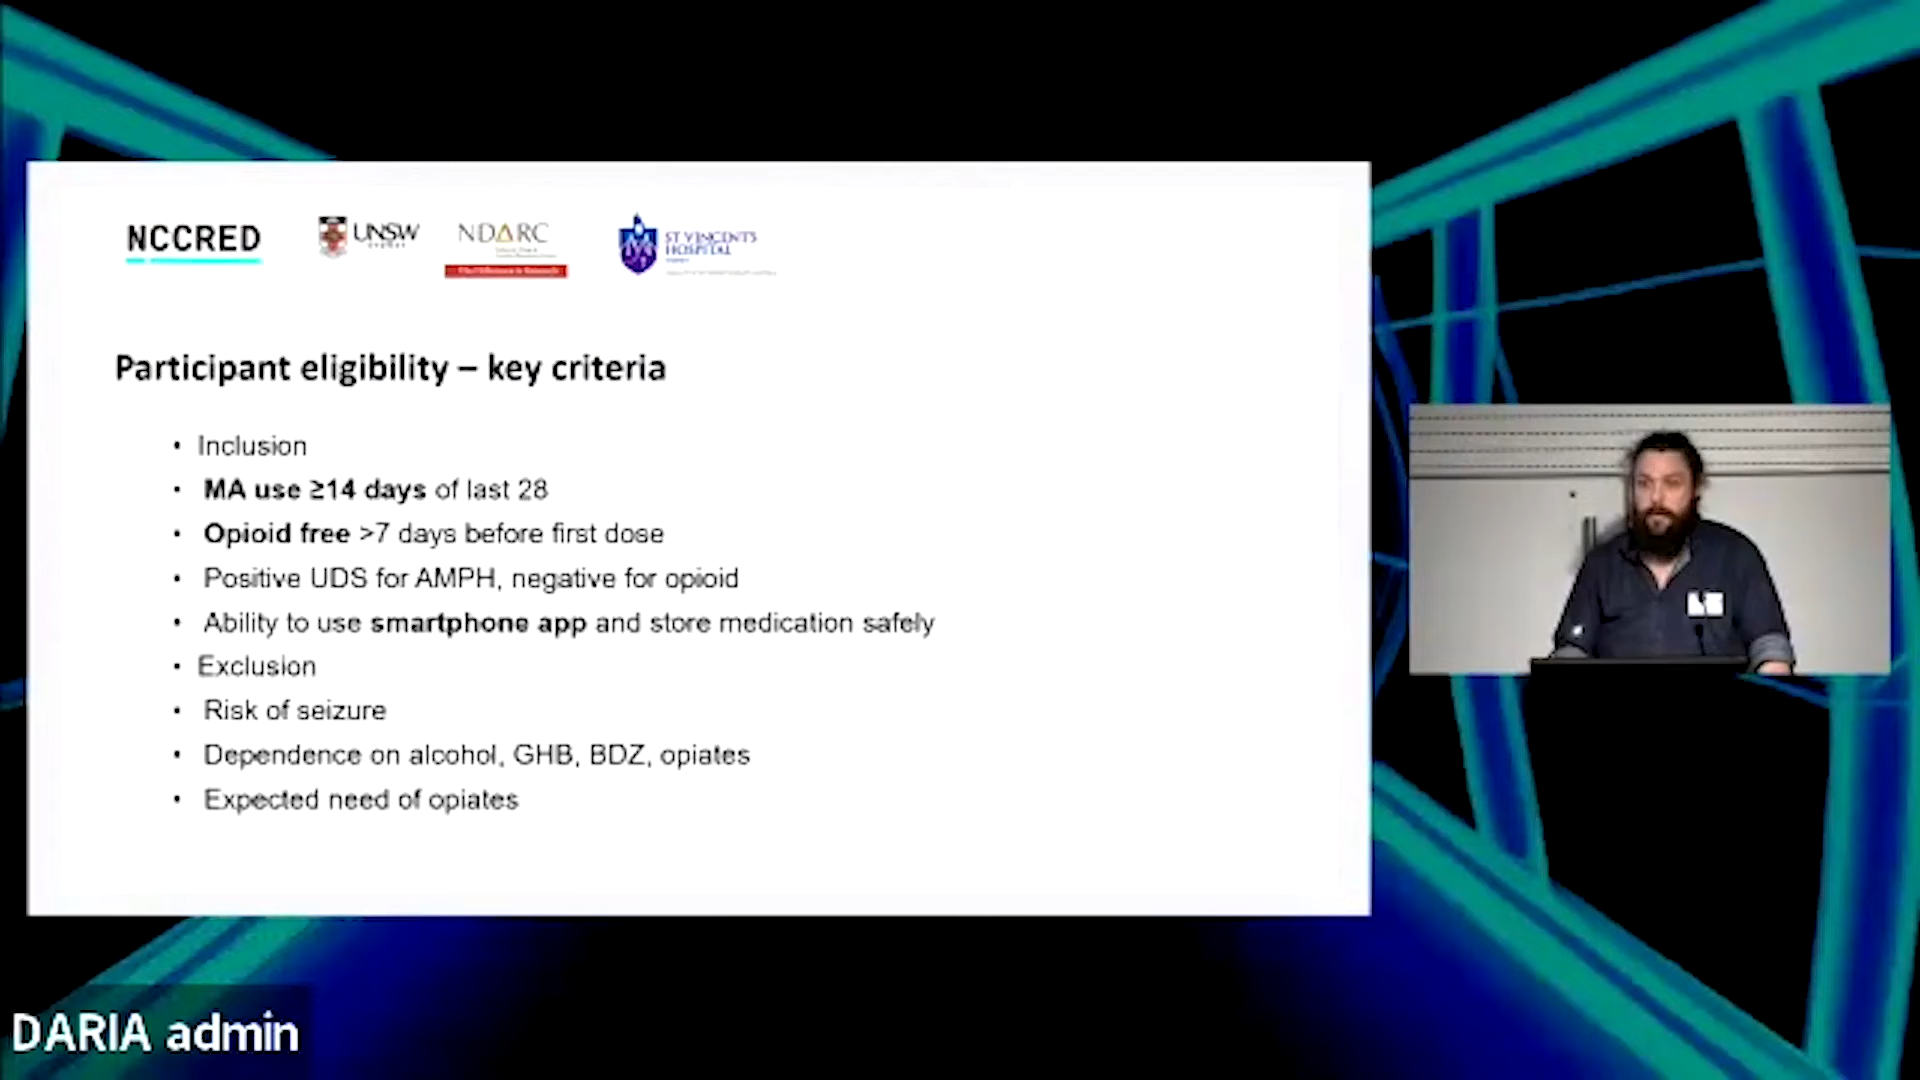 NCCRED
UNSW
SYDNEY
NDARC
ST VINCENT'S
HOSPITAL
Participant eligibility – key criteria
• Inclusion
• MA use ≥14 days of last 28
• Opioid free >7 days before first dose
• Positive UDS for AMPH, negative for opioid
• Ability to use smartphone app and store medication safely
• Exclusion
• Risk of seizure
• Dependence on alcohol, GHB, BDZ, opiates
• Expected need of opiates
DARIA admin